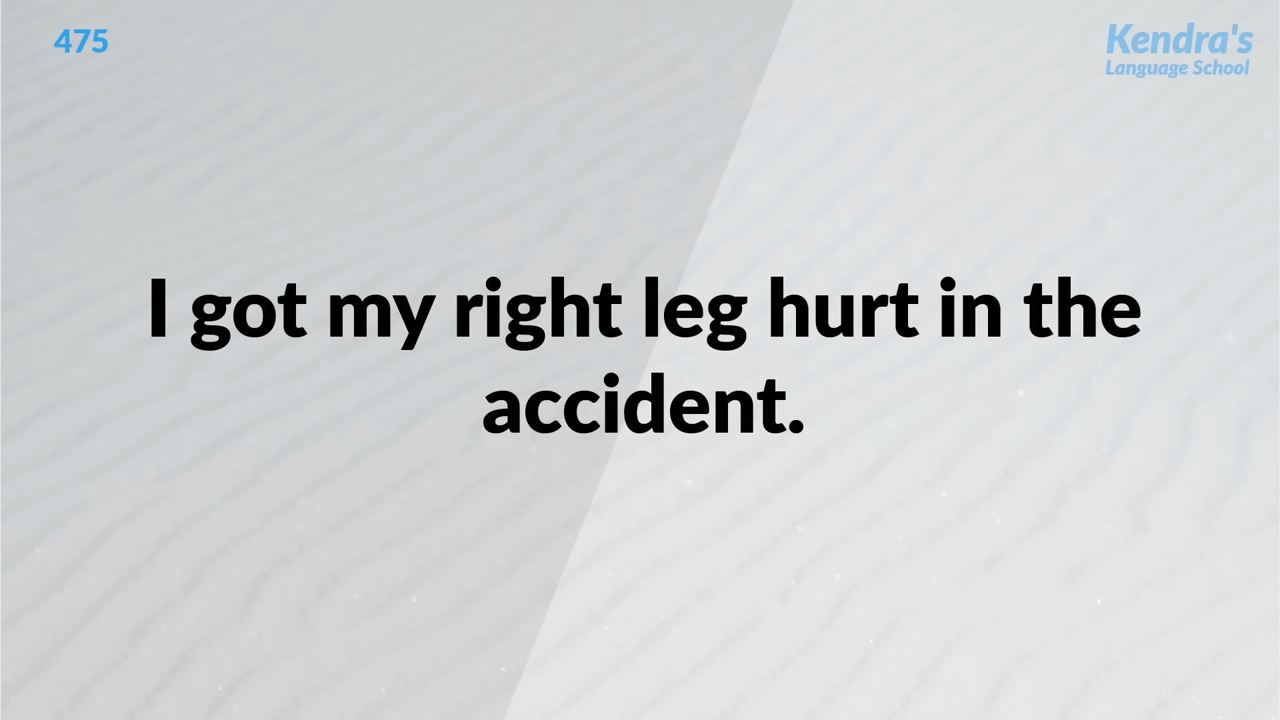 475
Kendra's
Language School
I got my right leg hurt in the
accident.